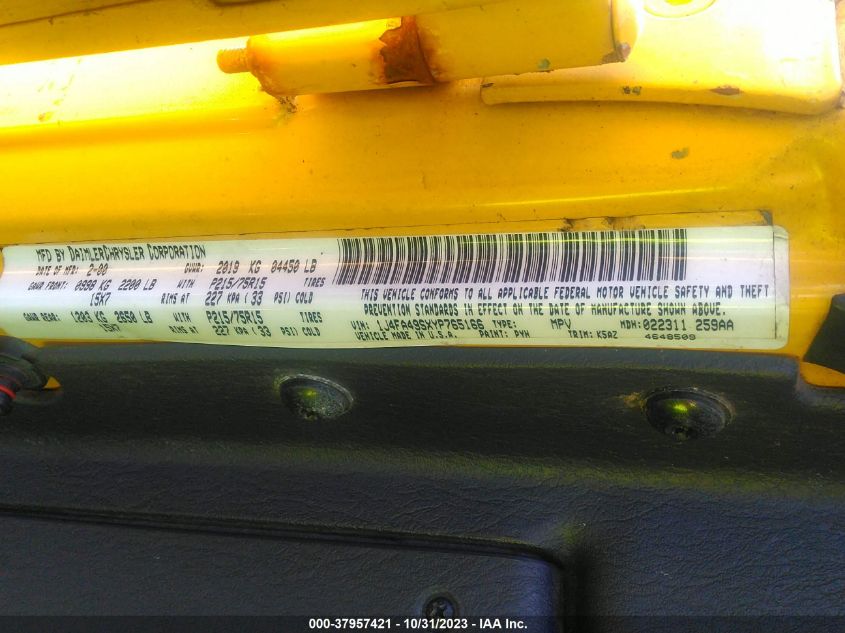 MFD BY DAIMLERCHRYSLER CORPORATION
DATE OF MFD: 2-00 GVWR: 2019 KG 04450 LB
GAWR FRONT: 0998 KG 2200 LB WITH P215/75R15 TIRES
15X7 RIMS AT 227 KPA ( 33 PSI) COLD
GAWR REAR: 1203 KG 2650 LB WITH P215/75R15 TIRES
15X7 RIMS AT 227 KPA ( 33 PSI) COLD
THIS VEHICLE CONFORMS TO ALL APPLICABLE FEDERAL MOTOR VEHICLE SAFETY AND THEFT
PREVENTION STANDARDS IN EFFECT ON THE DATE OF MANUFACTURE SHOWN ABOVE.
VIN: 1J4FA49SXYP765166 TYPE: MPV MDH: 022311 259AA
VEHICLE MADE IN U.S.A. PAINT: PYH TRIM: K5AZ 4648509
000-37957421 - 10/31/2023 - IAA Inc.